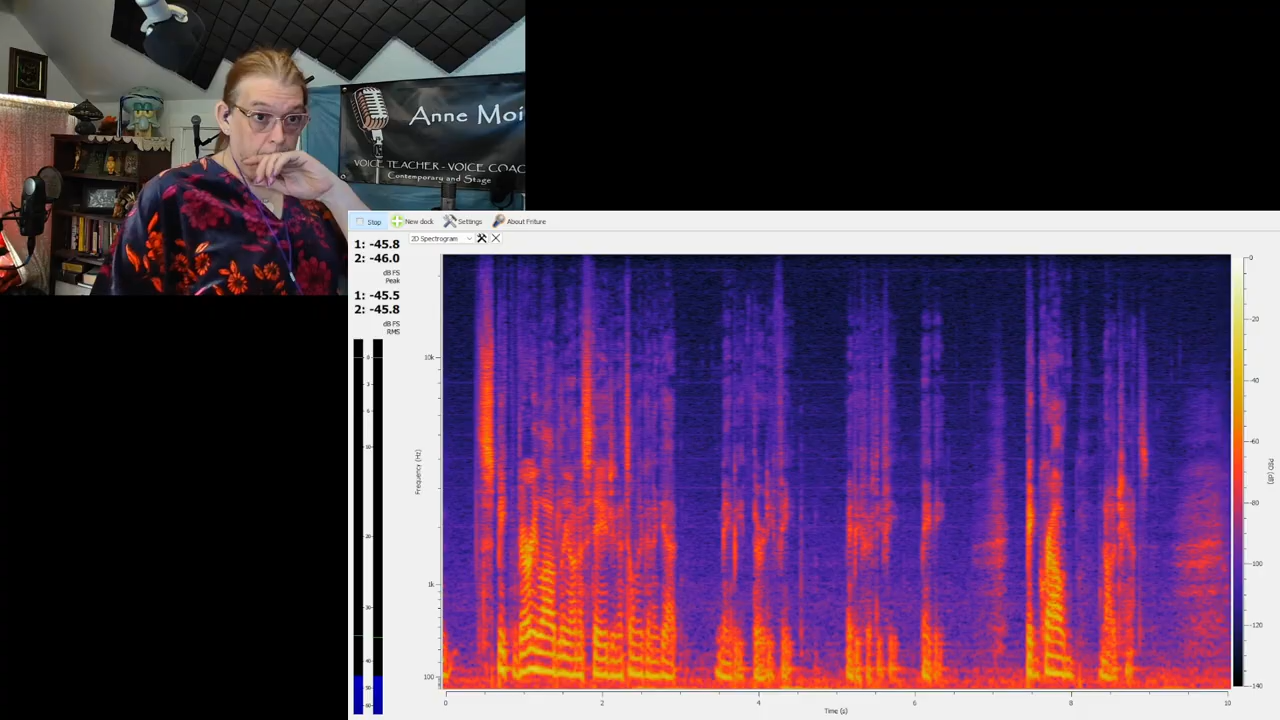 Anne Moi
VOICE TEACHER - VOICE COAC
Contemporary and Stage
Stop
New dock
Settings
About Friture
2D Spectrogram
1: -45.8
2: -46.0
dB FS
Peak
1: -45.5
2: -45.8
dB FS
RMS
10k
1k
100
Frequency (Hz)
0
2
4
6
8
10
Time (s)
0
-20
-40
-60
-80
-100
-120
-140
PSD (dB)